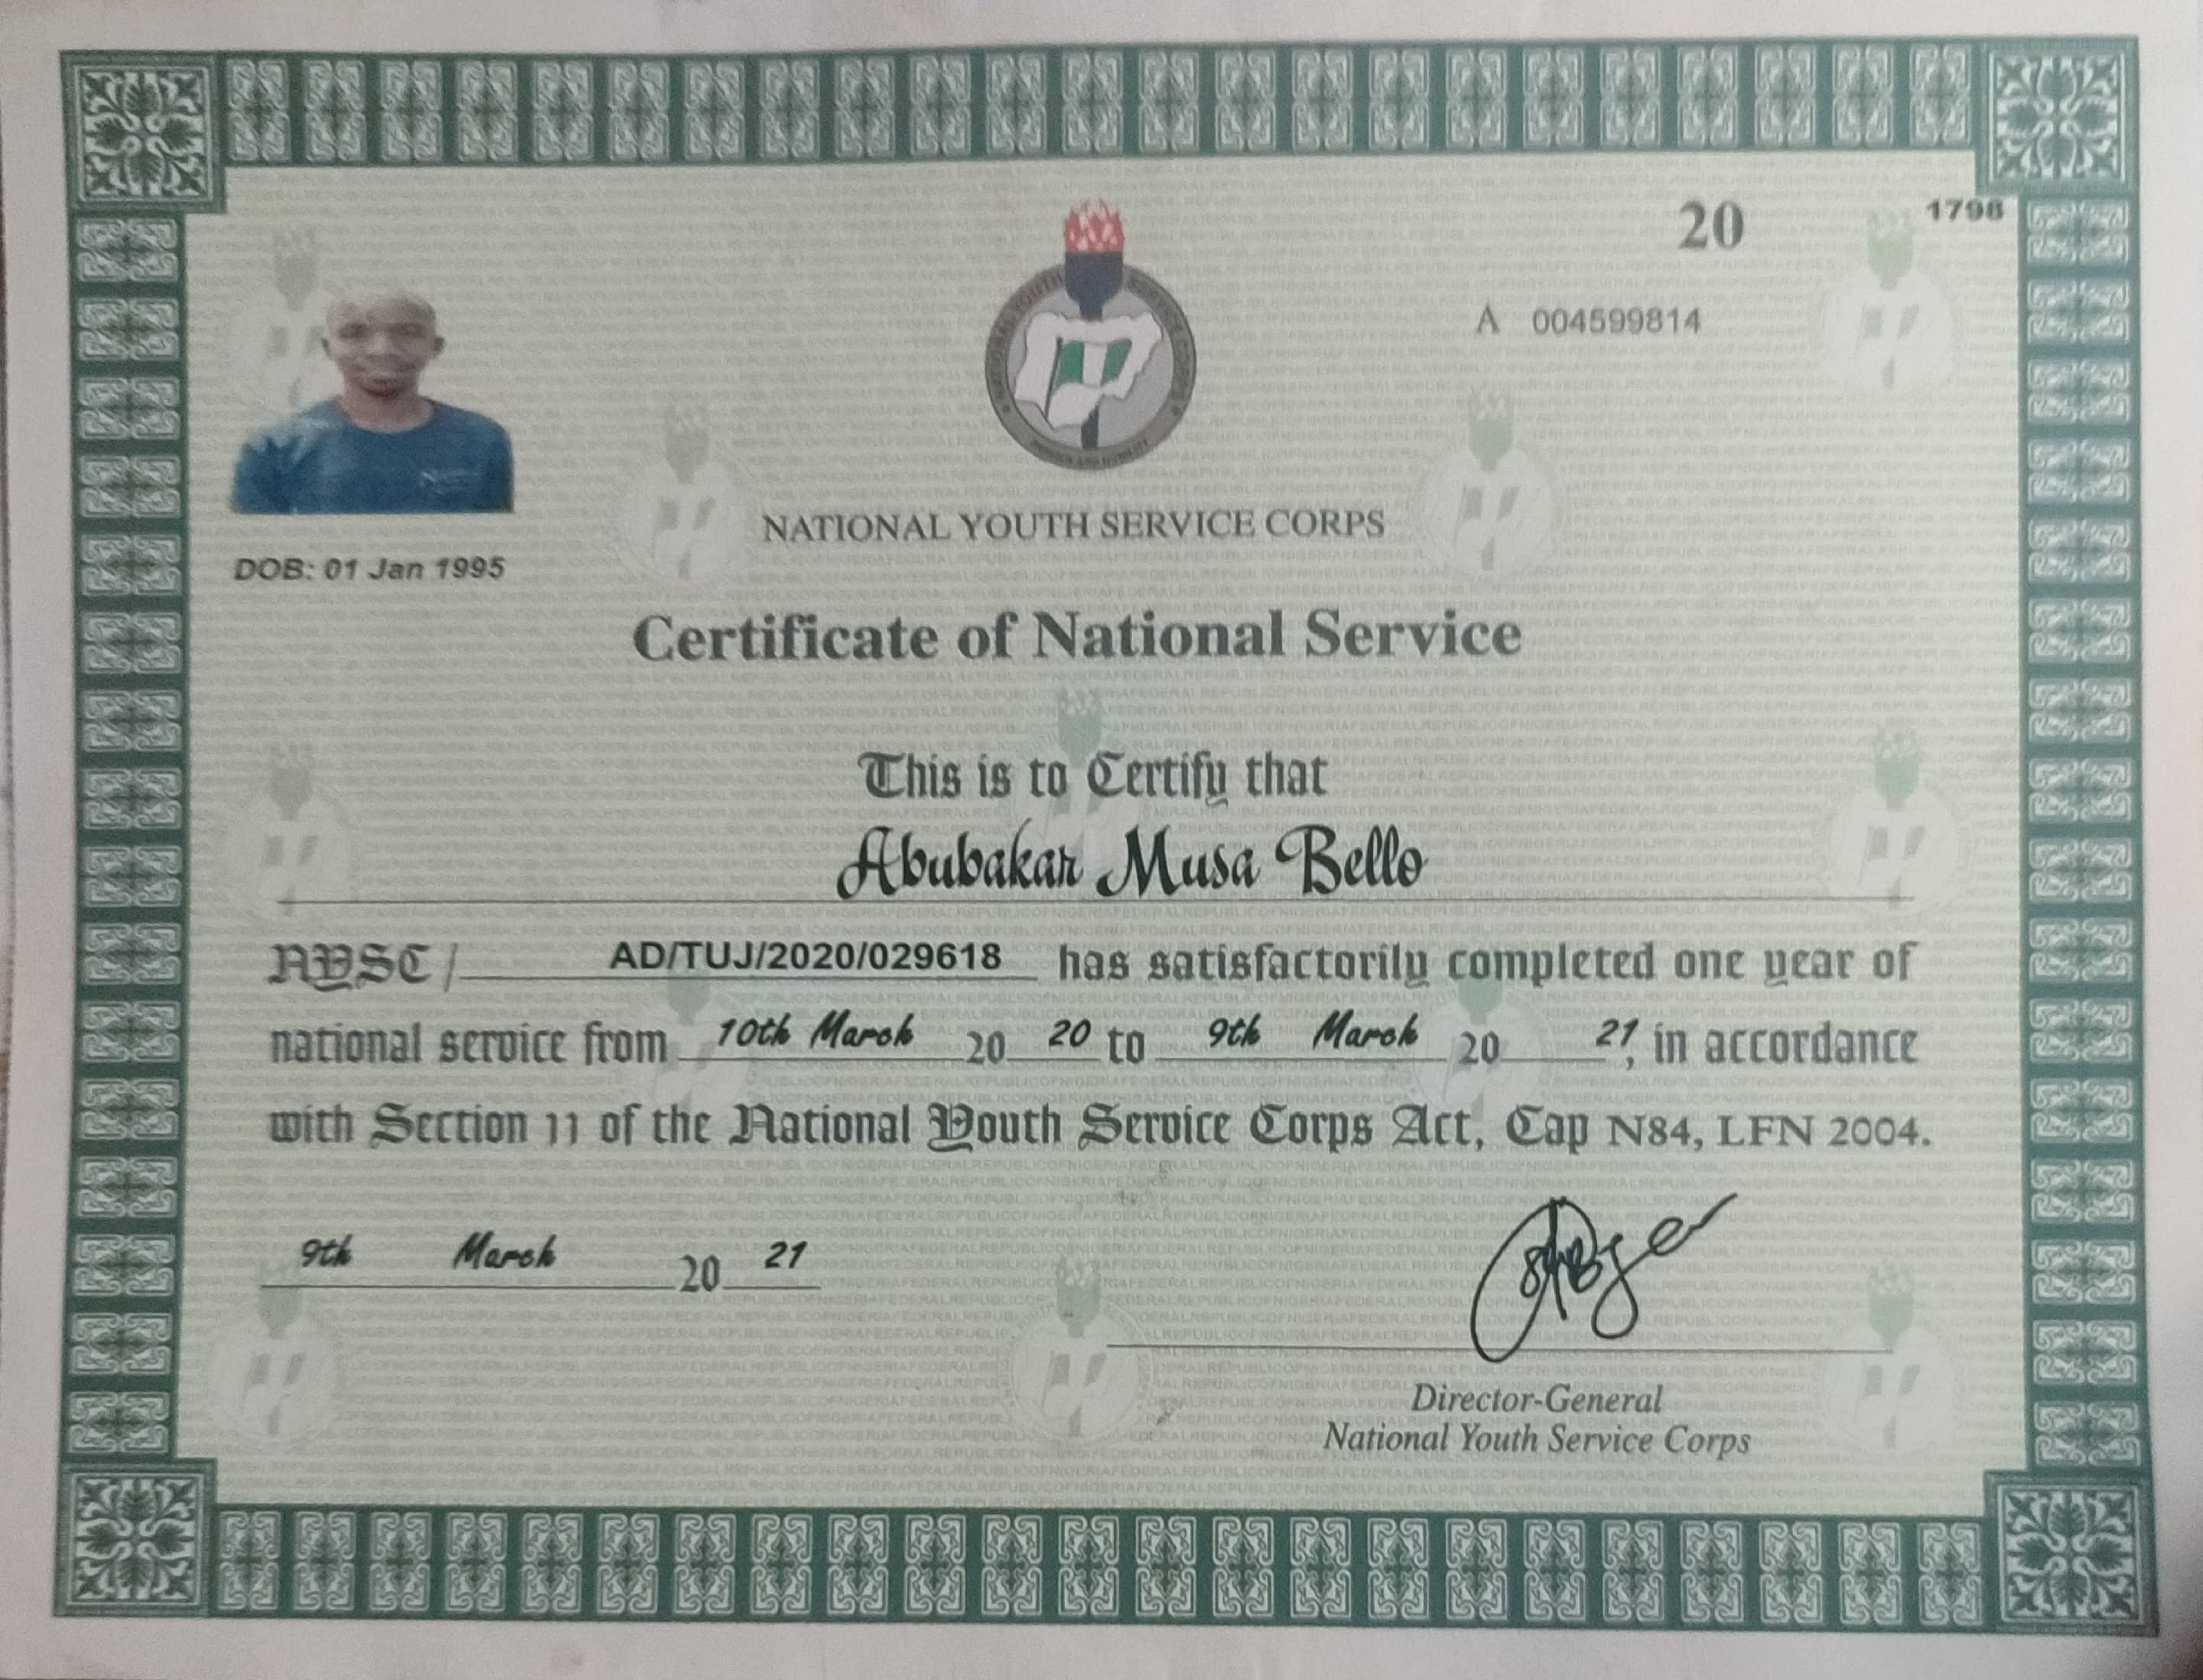 20
1798
A 004599814
NATIONAL YOUTH SERVICE CORPS
DOB: 01 Jan 1995
Certificate of National Service
This is to Certify that
Abubakar Musa Bello
NYSC / AD/TUJ/2020/029618 has satisfactorily completed one year of
national service from 10th March 20 20 to 9th March 20 21, in accordance
with Section 11 of the National Youth Service Corps Act, Cap N84, LFN 2004.
9th March 20 21
Director-General
National Youth Service Corps